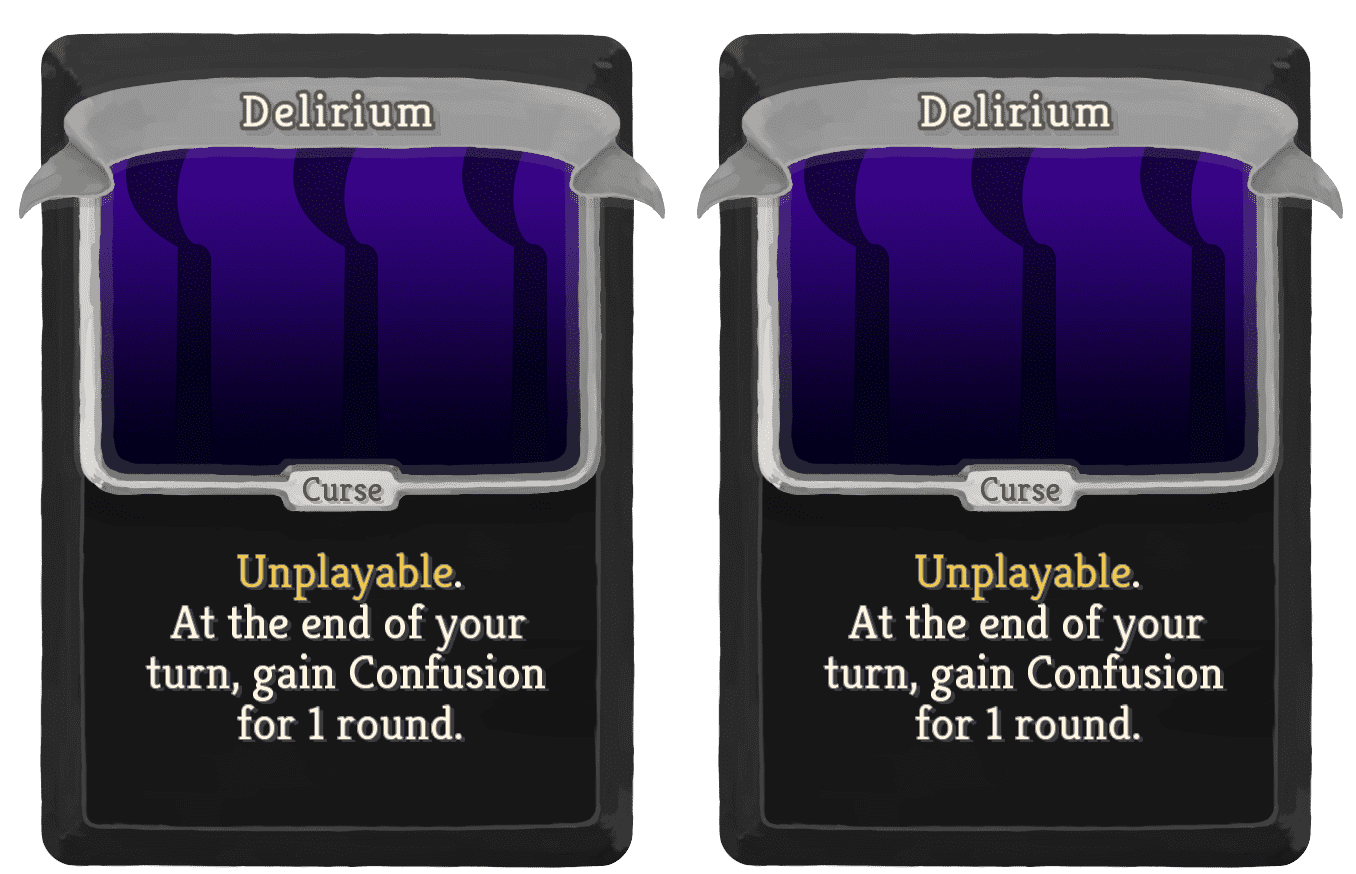 Delirium
Curse
Unplayable.
At the end of your
turn, gain Confusion
for 1 round.
Delirium
Curse
Unplayable.
At the end of your
turn, gain Confusion
for 1 round.